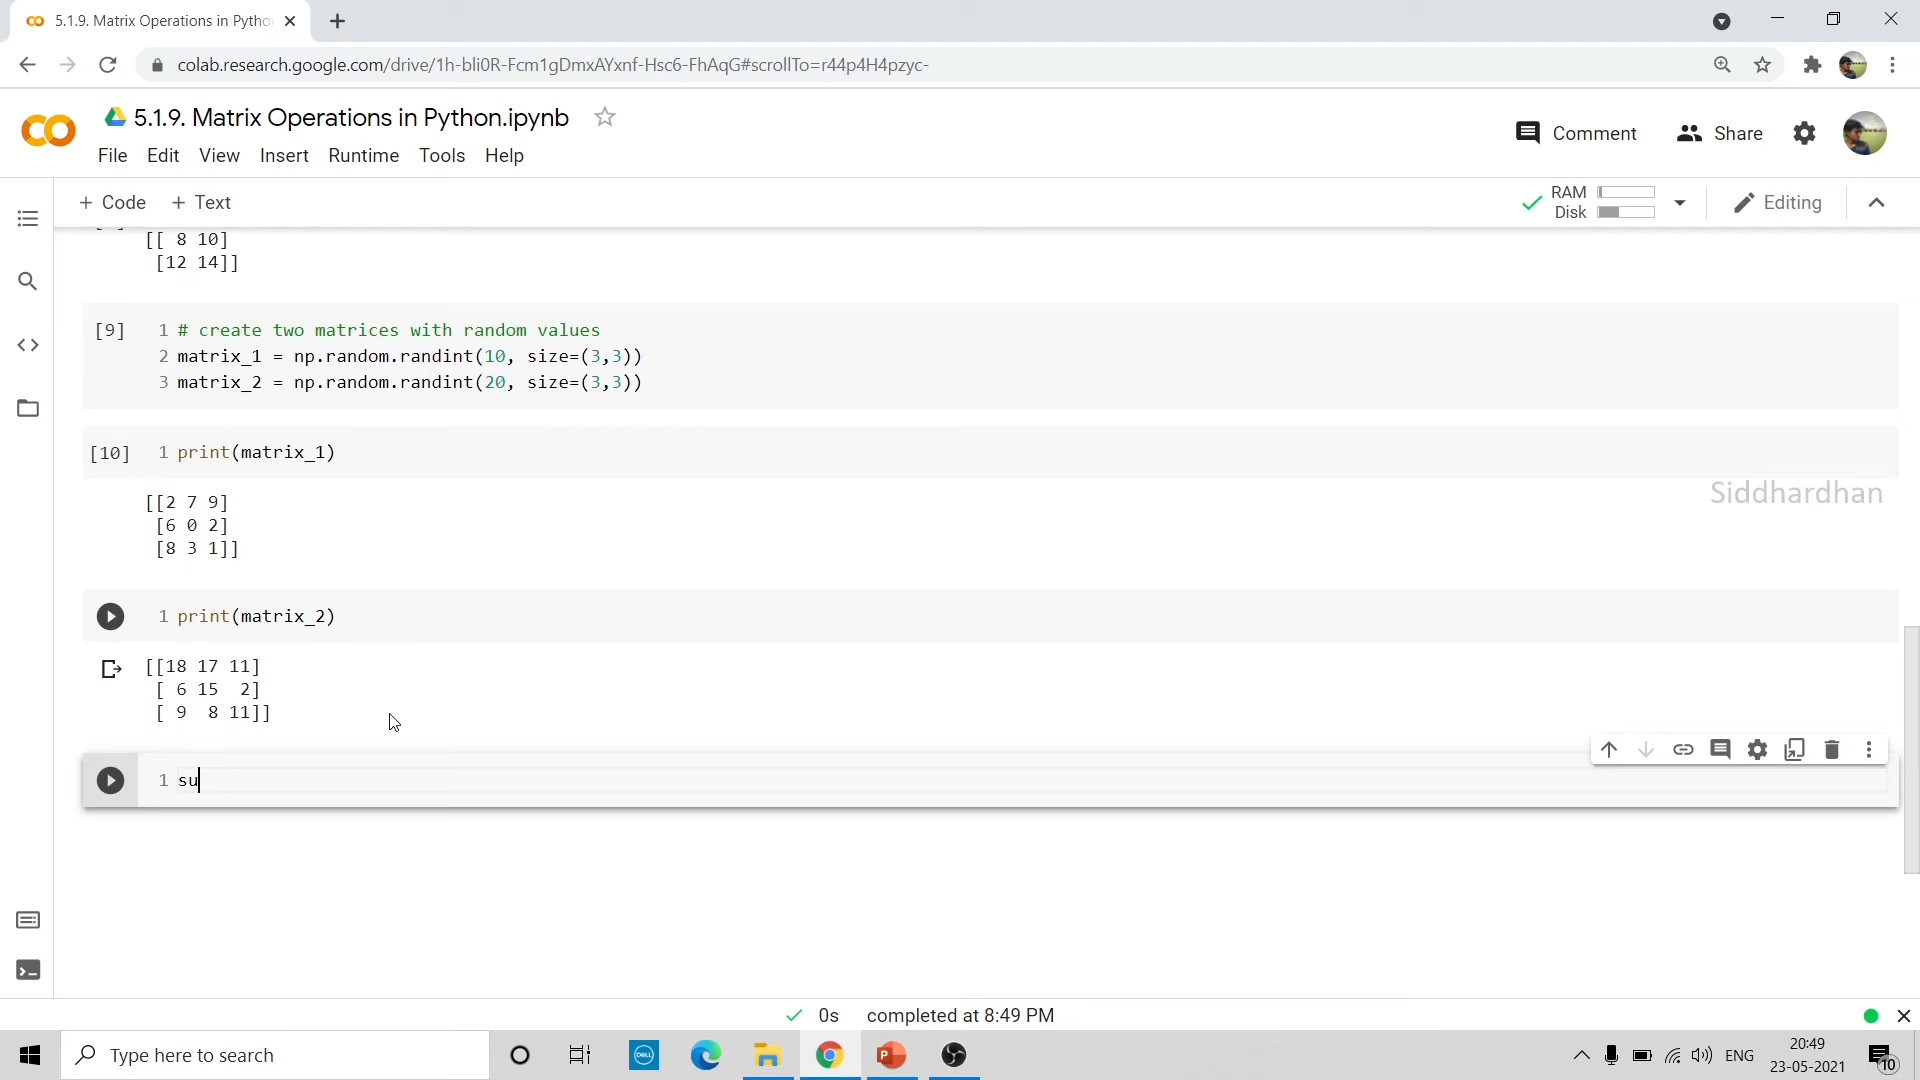 5.1.9. Matrix Operations in Pytho
colab.research.google.com/drive/1h-bli0R-Fcm1gDmxAYxnf-Hsc6-FhAqG#scrollTo=r44p4H4pzyc-
5.1.9. Matrix Operations in Python.ipynb
Comment
Share
File Edit View Insert Runtime Tools Help
+ Code + Text
RAM
Disk
Editing
[[ 8 10]
[12 14]]
[9]
1 # create two matrices with random values
2 matrix_1 = np.random.randint(10, size=(3,3))
3 matrix_2 = np.random.randint(20, size=(3,3))
[10] 1 print(matrix_1)
Siddhardhan
[[2 7 9]
[6 0 2]
[8 3 1]]
1 print(matrix_2)
[[18 17 11]
[ 6 15  2]
[ 9  8 11]]
1 su
0s completed at 8:49 PM
Type here to search
DELL
P
ENG
20:49
23-05-2021
10